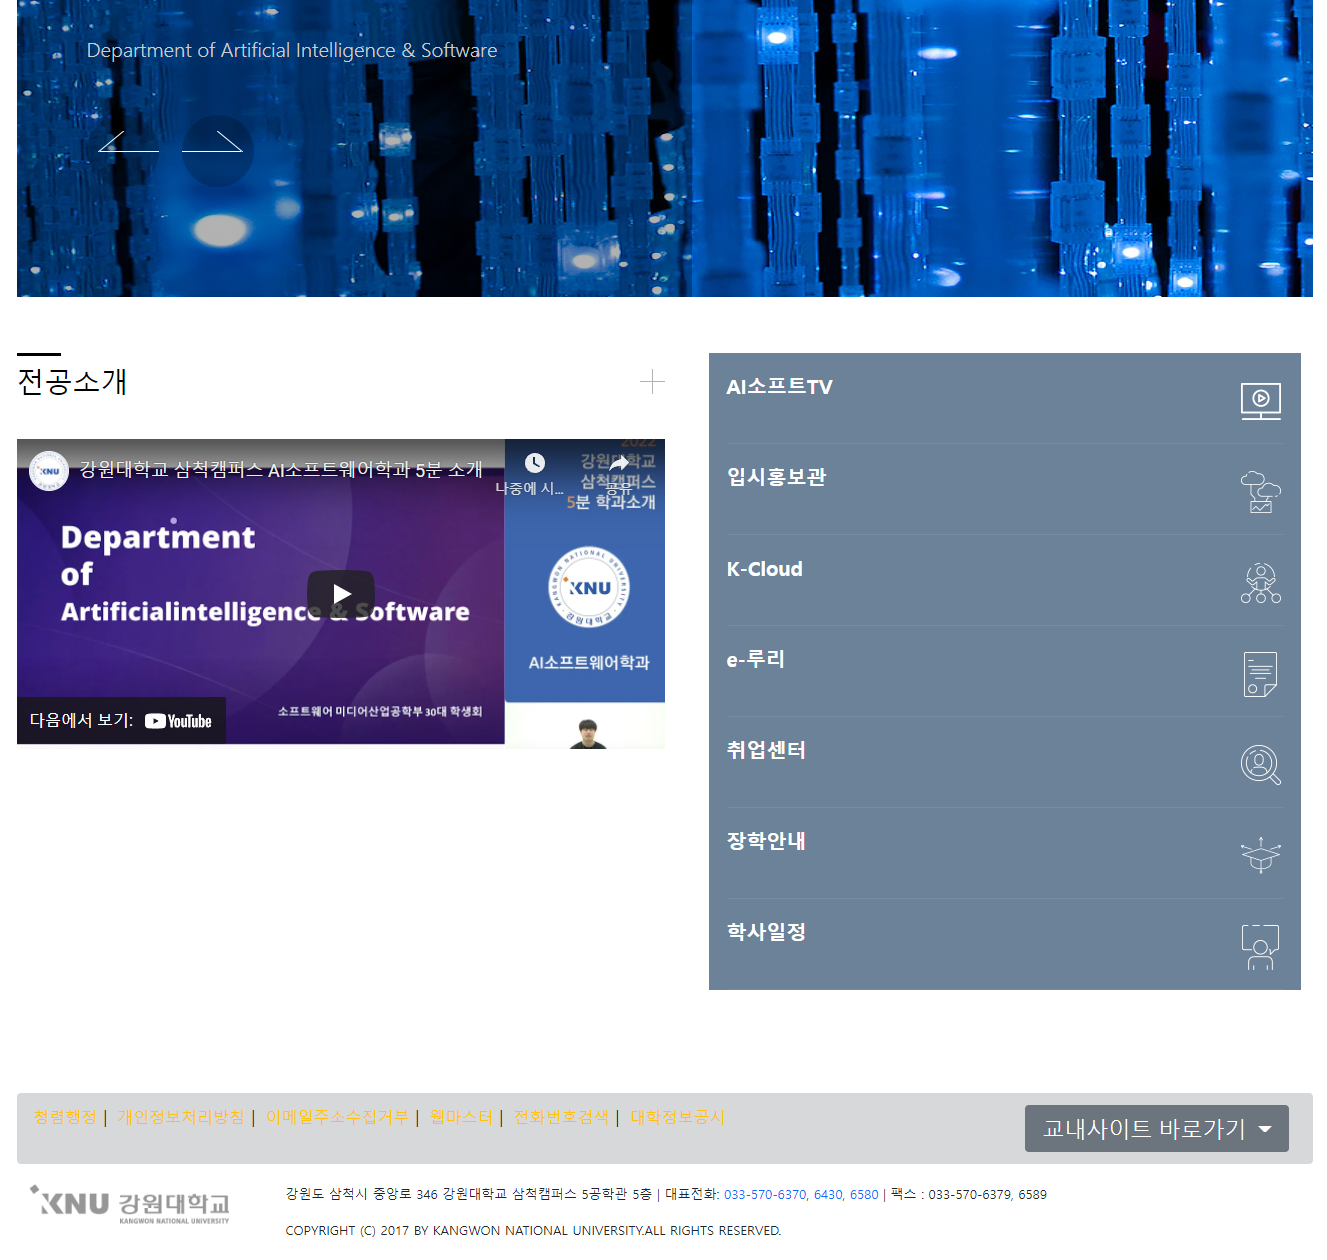 Department of Artificial Intelligence & Software
전공소개
강원대학교 삼척캠퍼스 AI소프트웨어학과 5분 소개
나중에 시...
공유
2022
강원대학교
삼척캠퍼스
5분 학과소개
Department
of
Artificialintelligence & Software
KNU
AI소프트웨어학과
소프트웨어 미디어산업공학부 30대 학생회
다음에서 보기: YouTube
AI소프트TV
입시홍보관
K-Cloud
e-루리
취업센터
장학안내
학사일정
청렴행정 | 개인정보처리방침 | 이메일주소수집거부 | 웹마스터 | 전화번호검색 | 대학정보공시
교내사이트 바로가기
KNU 강원대학교
KANGWON NATIONAL UNIVERSITY
강원도 삼척시 중앙로 346 강원대학교 삼척캠퍼스 5공학관 5층 | 대표전화: 033-570-6370, 6430, 6580 | 팩스 : 033-570-6379, 6589
COPYRIGHT (C) 2017 BY KANGWON NATIONAL UNIVERSITY.ALL RIGHTS RESERVED.